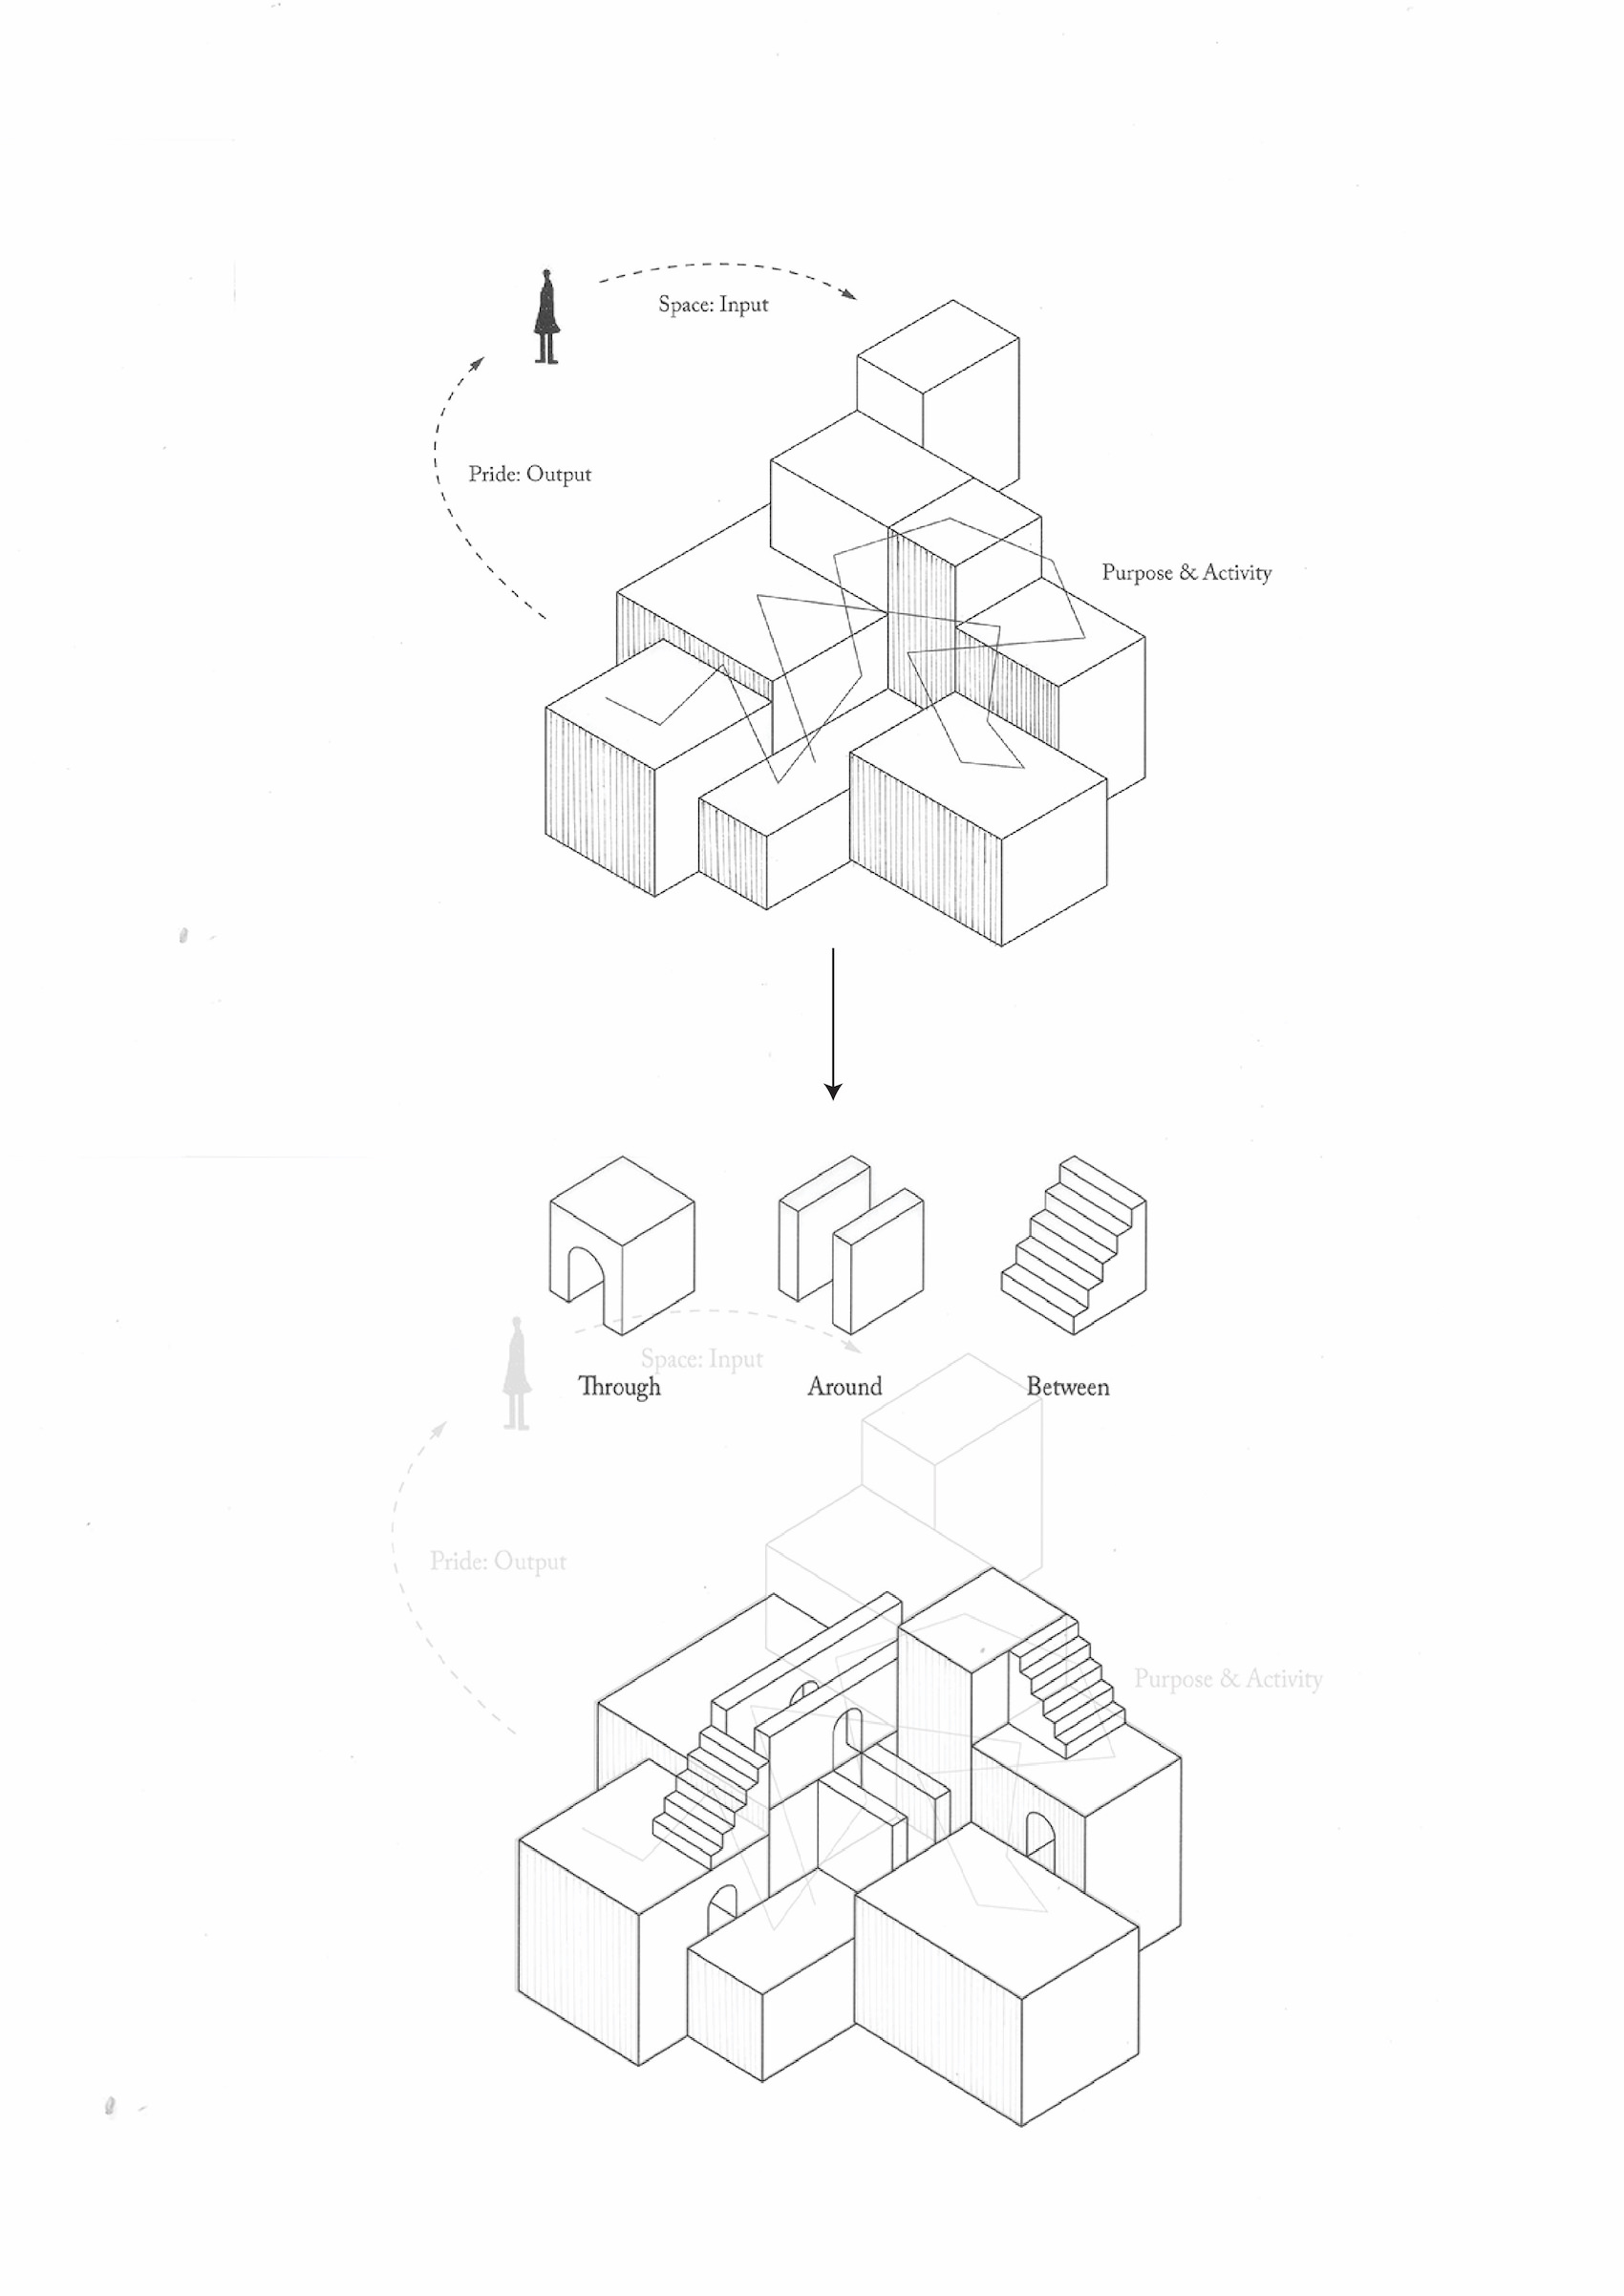 Space: Input
Pride: Output
Purpose & Activity
Space: Input
Through
Around
Between
Pride: Output
Purpose & Activity